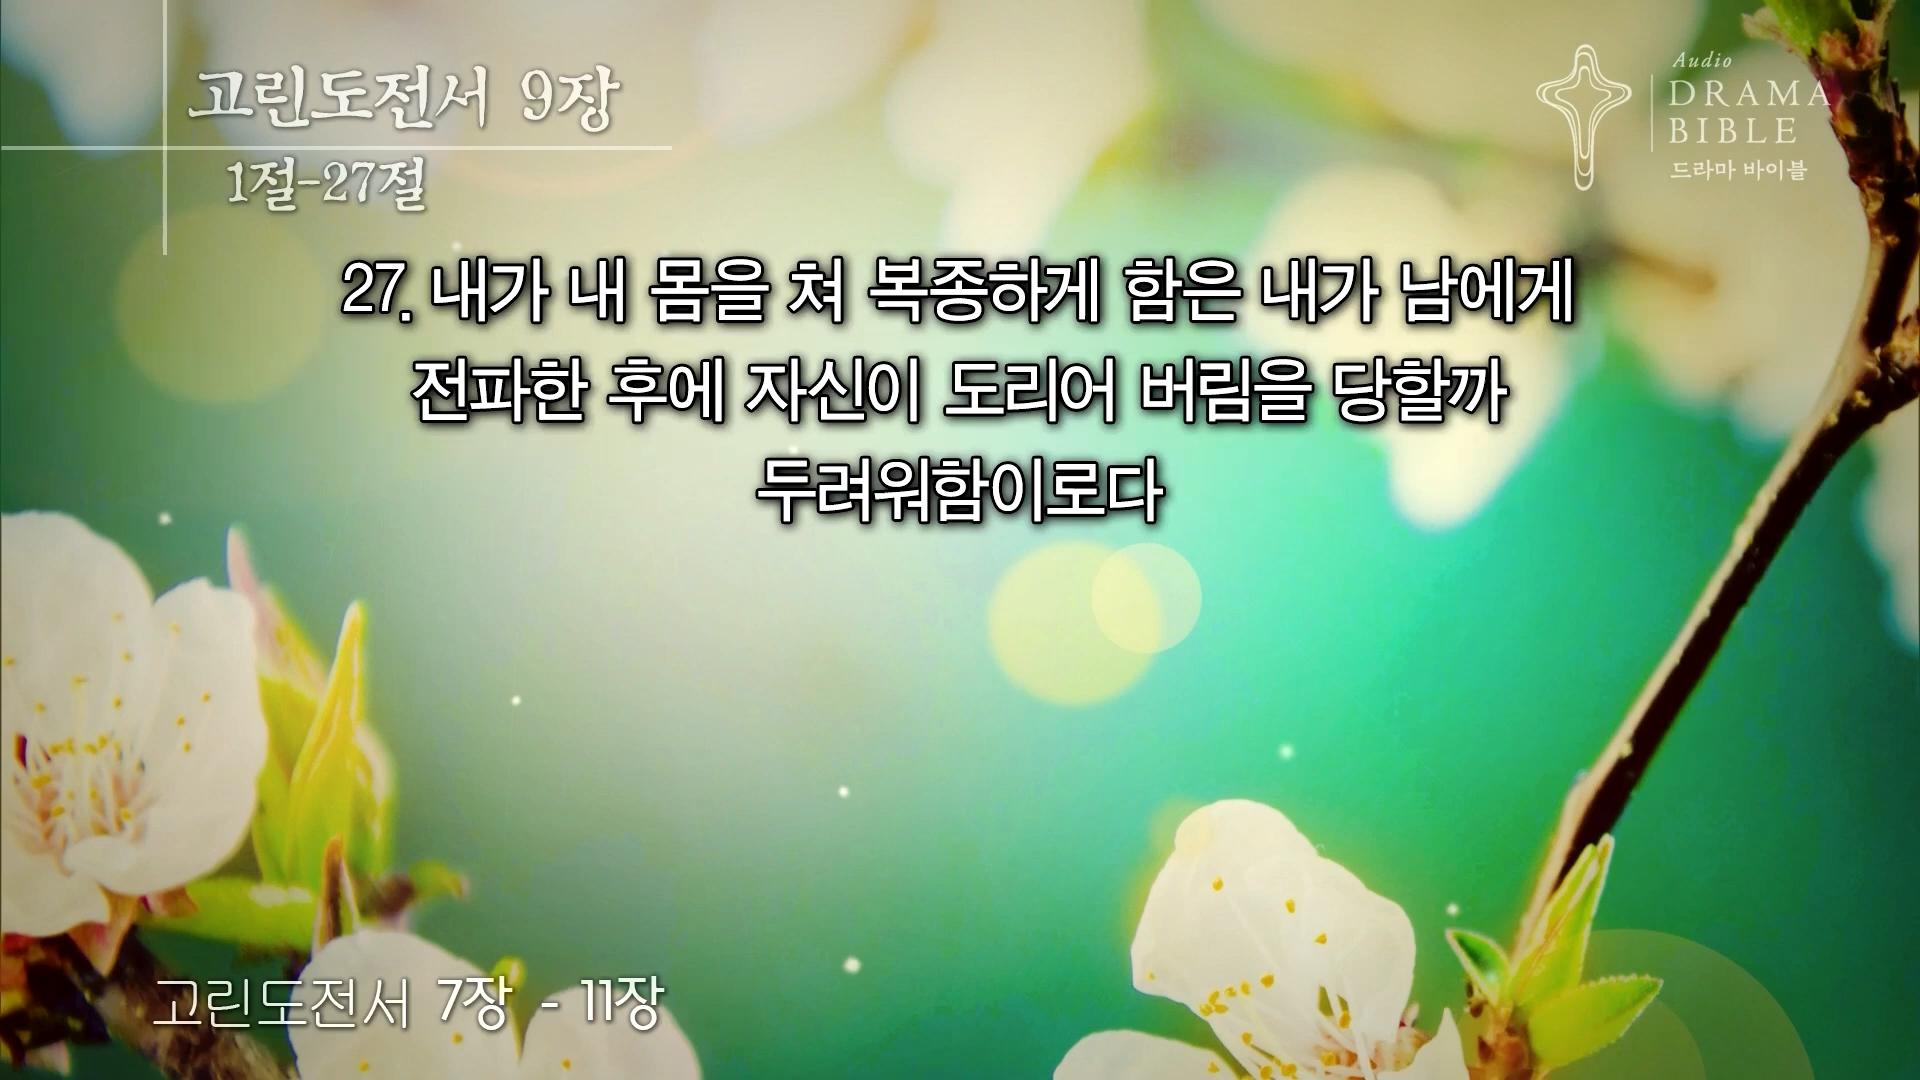 고린도전서 9장
1절-27절
Audio
DRAMA
BIBLE
드라마 바이블
27. 내가 내 몸을 쳐 복종하게 함은 내가 남에게
전파한 후에 자신이 도리어 버림을 당할까
두려워함이로다
고린도전서 7장 - 11장